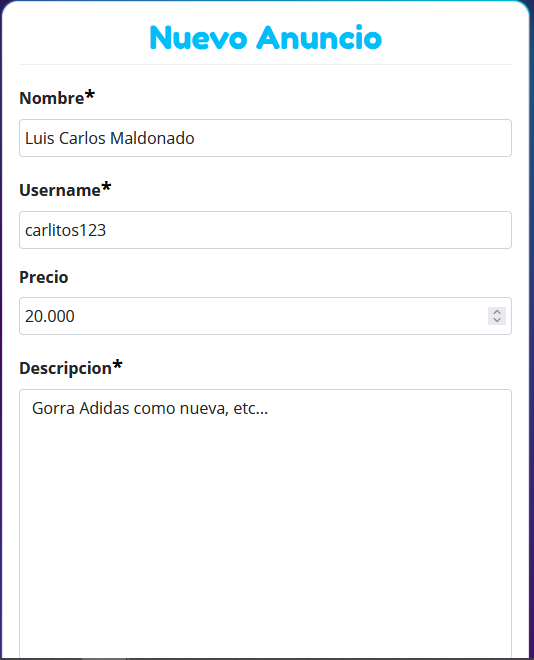 Nuevo Anuncio
Nombre*
Luis Carlos Maldonado
Username*
carlitos123
Precio
20.000
Descripcion*
Gorra Adidas como nueva, etc...